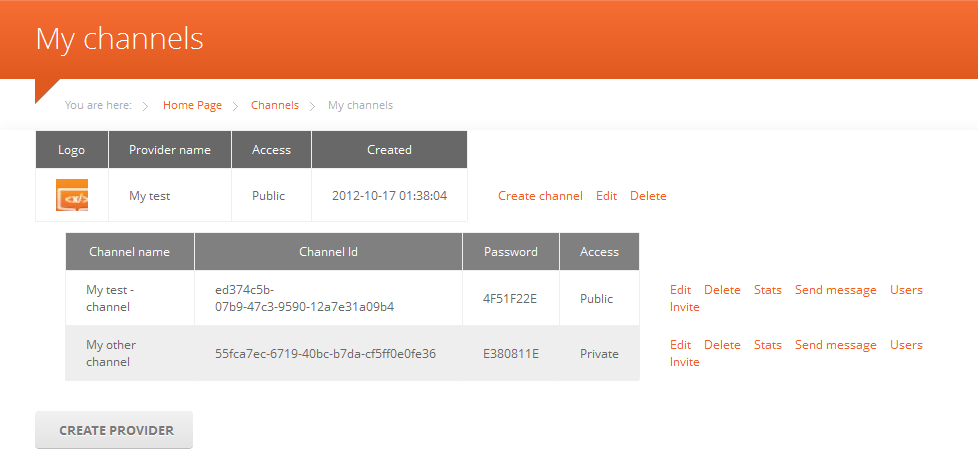 My channels
You are here: Home Page Channels My channels
Logo Provider name Access Created
</> My test Public 2012-10-17 01:38:04 Create channel Edit Delete
Channel name Channel Id Password Access
My test - channel ed374c5b-07b9-47c3-9590-12a7e31a09b4 4F51F22E Public Edit Delete Stats Send message Users
Invite
My other channel 55fca7ec-6719-40bc-b7da-cf5ff0e0fe36 E380811E Private Edit Delete Stats Send message Users
Invite
CREATE PROVIDER